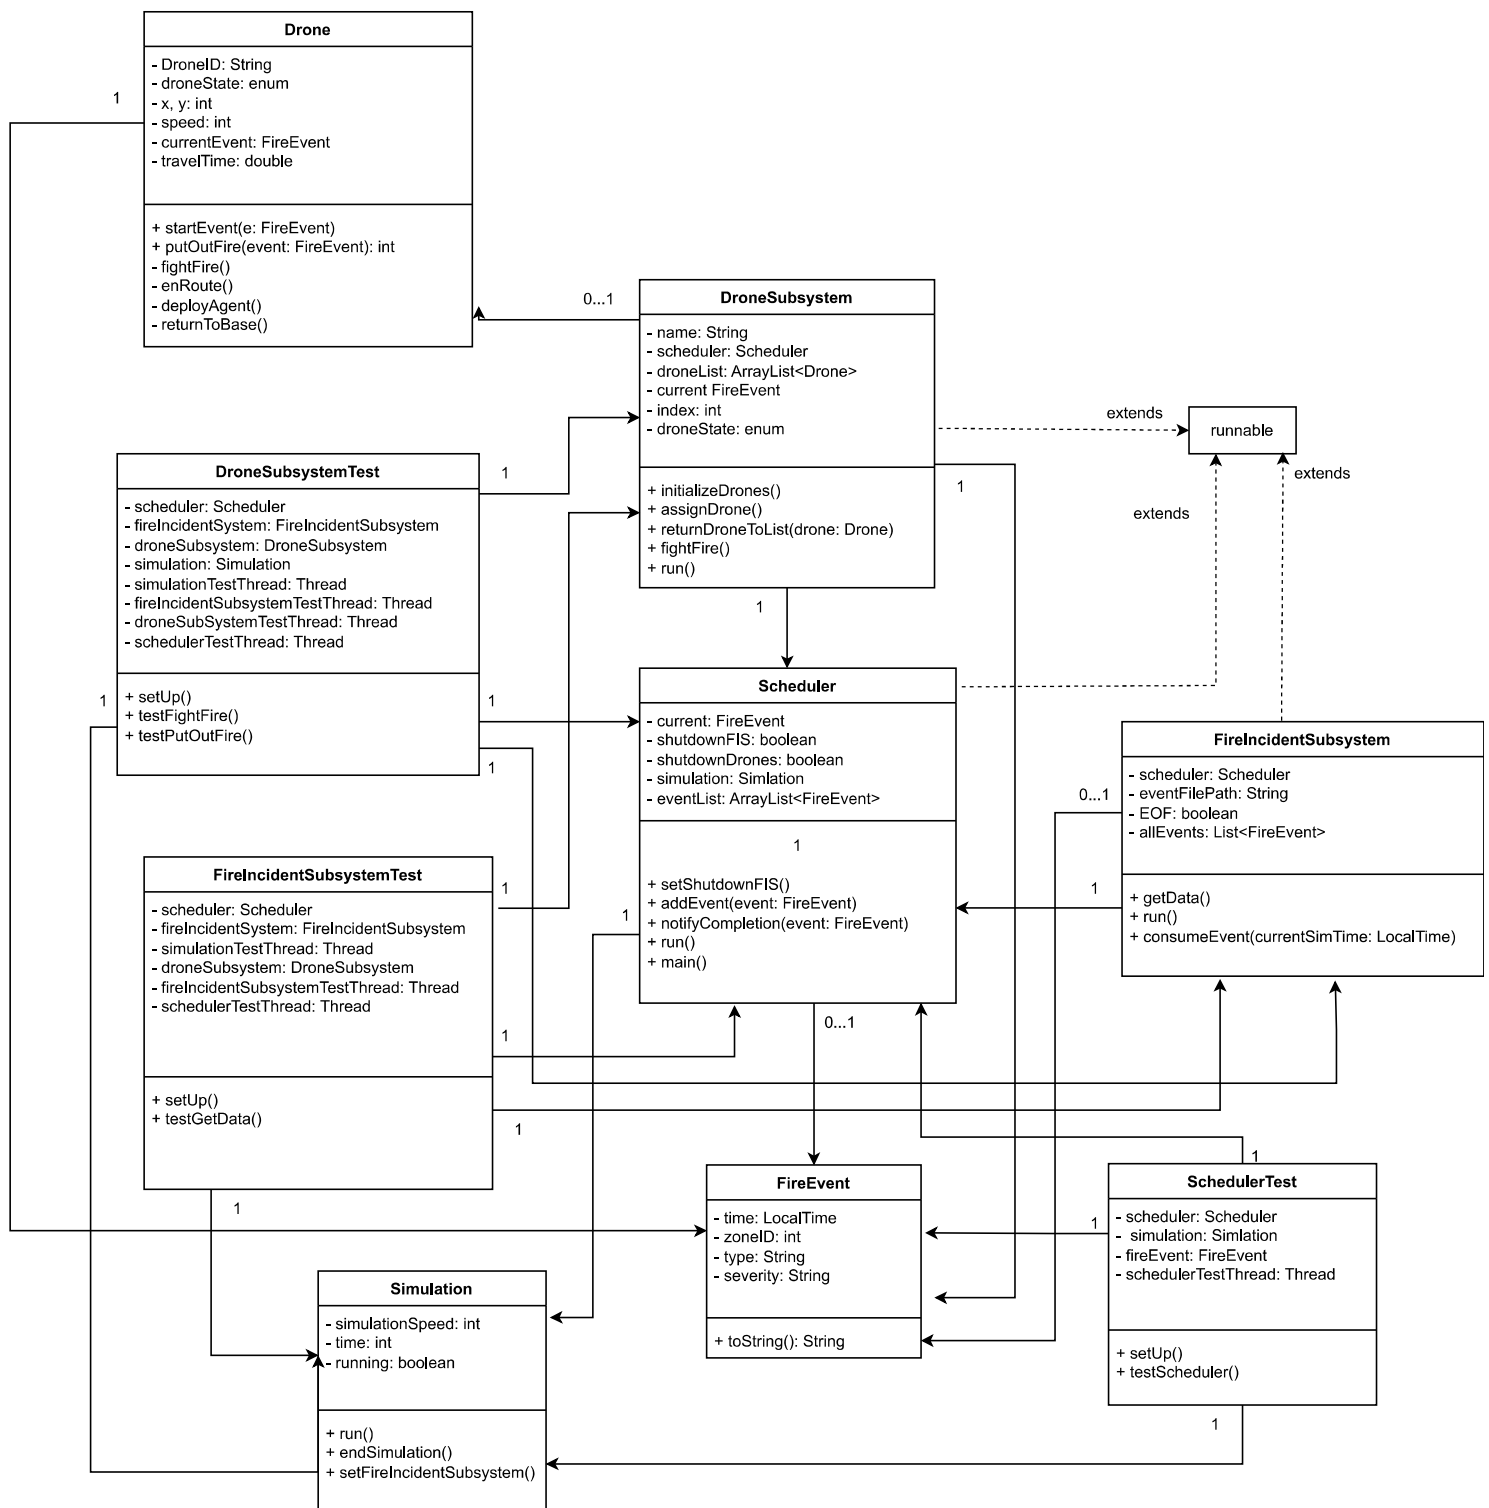 Drone
- DroneID: String
- droneState: enum
- x, y: int
- speed: int
- currentEvent: FireEvent
- travelTime: double
+ startEvent(e: FireEvent)
+ putOutFire(event: FireEvent): int
- fightFire()
- enRoute()
- deployAgent()
- returnToBase()
1
0...1
DroneSubsystem
- name: String
- scheduler: Scheduler
- droneList: ArrayList<Drone>
- current FireEvent
- index: int
- droneState: enum
+ initializeDrones()
+ assignDrone()
+ returnDroneToList(drone: Drone)
+ fightFire()
+ run()
extends
runnable
extends
extends
1
1
1
DroneSubsystemTest
- scheduler: Scheduler
- fireIncidentSystem: FireIncidentSubsystem
- droneSubsystem: DroneSubsystem
- simulation: Simulation
- simulationTestThread: Thread
- fireIncidentSubsystemTestThread: Thread
- droneSubSystemTestThread: Thread
- schedulerTestThread: Thread
+ setUp()
+ testFightFire()
+ testPutOutFire()
1
1
1
Scheduler
- current: FireEvent
- shutdownFIS: boolean
- shutdownDrones: boolean
- simulation: Simlation
- eventList: ArrayList<FireEvent>
1
+ setShutdownFIS()
+ addEvent(event: FireEvent)
+ notifyCompletion(event: FireEvent)
+ run()
+ main()
FireIncidentSubsystem
- scheduler: Scheduler
- eventFilePath: String
- EOF: boolean
- allEvents: List<FireEvent>
+ getData()
+ run()
+ consumeEvent(currentSimTime: LocalTime)
0...1
1
FireIncidentSubsystemTest
- scheduler: Scheduler
- fireIncidentSystem: FireIncidentSubsystem
- simulationTestThread: Thread
- droneSubsystem: DroneSubsystem
- fireIncidentSubsystemTestThread: Thread
- schedulerTestThread: Thread
+ setUp()
+ testGetData()
1
1
1
0...1
1
1
FireEvent
- time: LocalTime
- zoneID: int
- type: String
- severity: String
+ toString(): String
1
1
SchedulerTest
- scheduler: Scheduler
- simulation: Simlation
- fireEvent: FireEvent
- schedulerTestThread: Thread
+ setUp()
+ testScheduler()
1
Simulation
- simulationSpeed: int
- time: int
- running: boolean
+ run()
+ endSimulation()
+ setFireIncidentSubsystem()